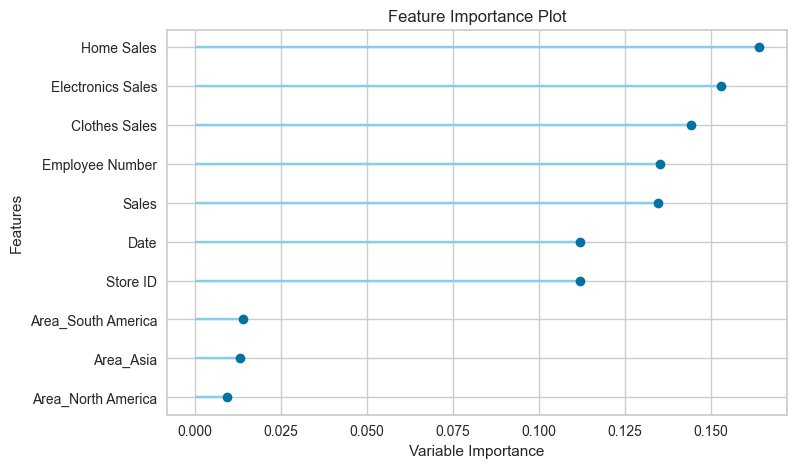 Feature Importance Plot
Features
Home Sales
Electronics Sales
Clothes Sales
Employee Number
Sales
Date
Store ID
Area_South America
Area_Asia
Area_North America
0.000 0.025 0.050 0.075 0.100 0.125 0.150
Variable Importance